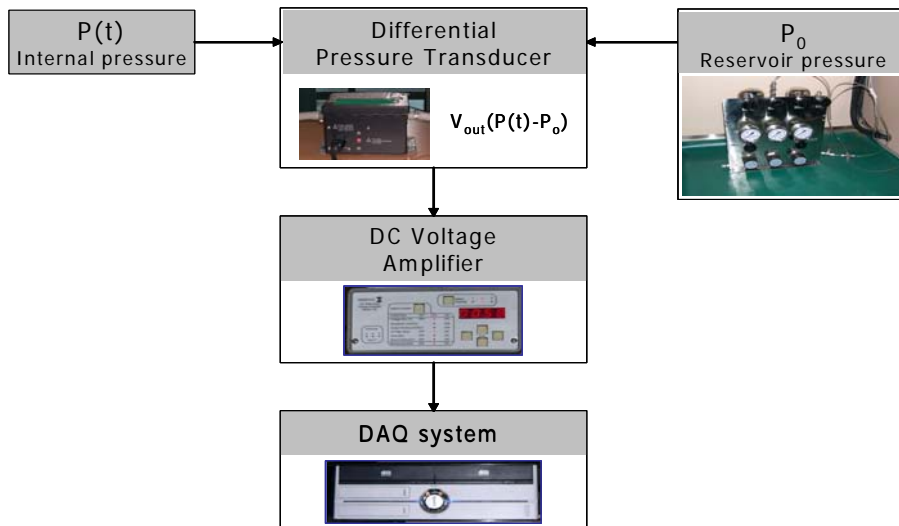 P(t)
Internal pressure
Differential
Pressure Transducer
V_out(P(t)-P_o)
P_0
Reservoir pressure
DC Voltage
Amplifier
DAQ system